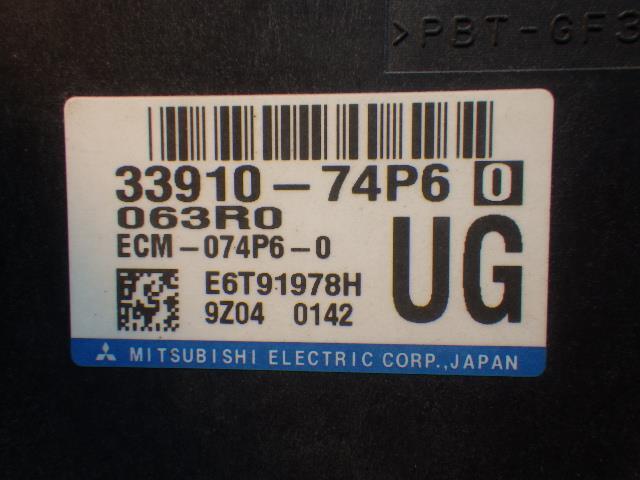 >PBT-GF3
33910-74P6 0
063R0
ECM-074P6-0
UG
E6T91978H
9Z04 0142
MITSUBISHI ELECTRIC CORP.,JAPAN